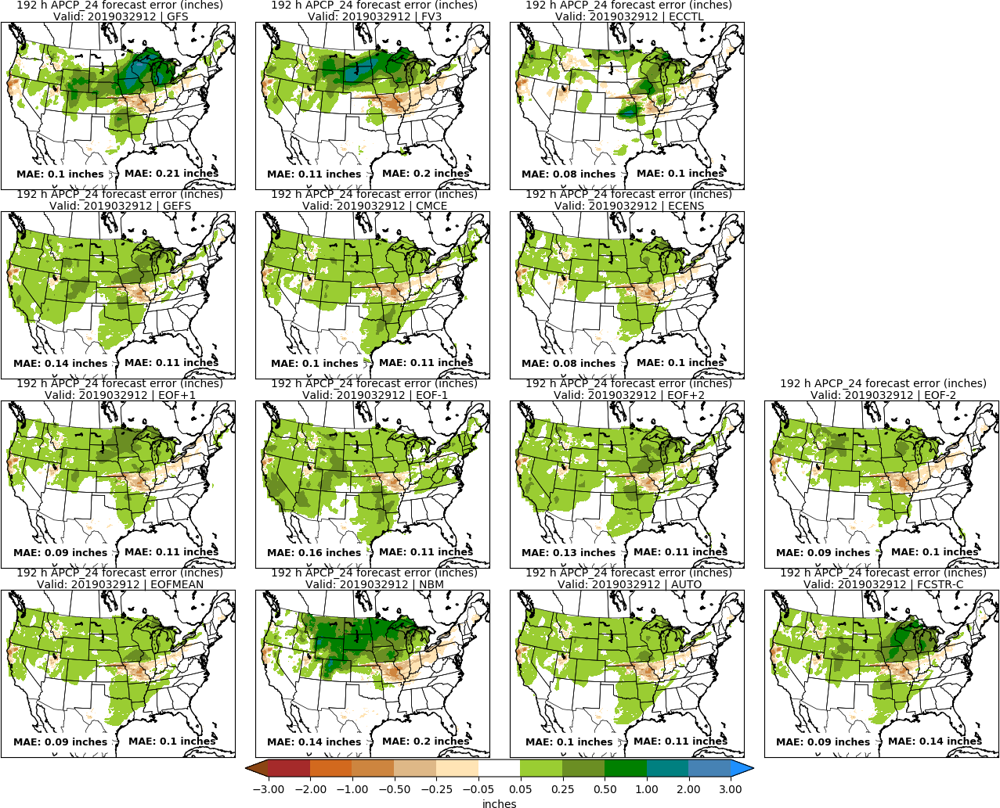 192 h APCP_24 forecast error (inches)
Valid: 2019032912 | GFS
MAE: 0.1 inches
MAE: 0.21 inches
192 h APCP_24 forecast error (inches)
Valid: 2019032912 | FV3
MAE: 0.11 inches
MAE: 0.2 inches
192 h APCP_24 forecast error (inches)
Valid: 2019032912 | ECCTL
MAE: 0.08 inches
MAE: 0.1 inches
192 h APCP_24 forecast error (inches)
Valid: 2019032912 | GEFS
MAE: 0.14 inches
MAE: 0.11 inches
192 h APCP_24 forecast error (inches)
Valid: 2019032912 | CMCE
MAE: 0.1 inches
MAE: 0.11 inches
192 h APCP_24 forecast error (inches)
Valid: 2019032912 | ECENS
MAE: 0.08 inches
MAE: 0.1 inches
192 h APCP_24 forecast error (inches)
Valid: 2019032912 | EOF+1
MAE: 0.09 inches
MAE: 0.11 inches
192 h APCP_24 forecast error (inches)
Valid: 2019032912 | EOF-1
MAE: 0.16 inches
MAE: 0.11 inches
192 h APCP_24 forecast error (inches)
Valid: 2019032912 | EOF+2
MAE: 0.13 inches
MAE: 0.11 inches
192 h APCP_24 forecast error (inches)
Valid: 2019032912 | EOF-2
MAE: 0.09 inches
MAE: 0.1 inches
192 h APCP_24 forecast error (inches)
Valid: 2019032912 | EOFMEAN
MAE: 0.09 inches
MAE: 0.1 inches
192 h APCP_24 forecast error (inches)
Valid: 2019032912 | NBM
MAE: 0.14 inches
MAE: 0.2 inches
192 h APCP_24 forecast error (inches)
Valid: 2019032912 | AUTO
MAE: 0.1 inches
MAE: 0.11 inches
192 h APCP_24 forecast error (inches)
Valid: 2019032912 | FCSTR-C
MAE: 0.09 inches
MAE: 0.14 inches
−3.00 −2.00 −1.00 −0.50 −0.25 −0.05 0.05 0.25 0.50 1.00 2.00 3.00
inches